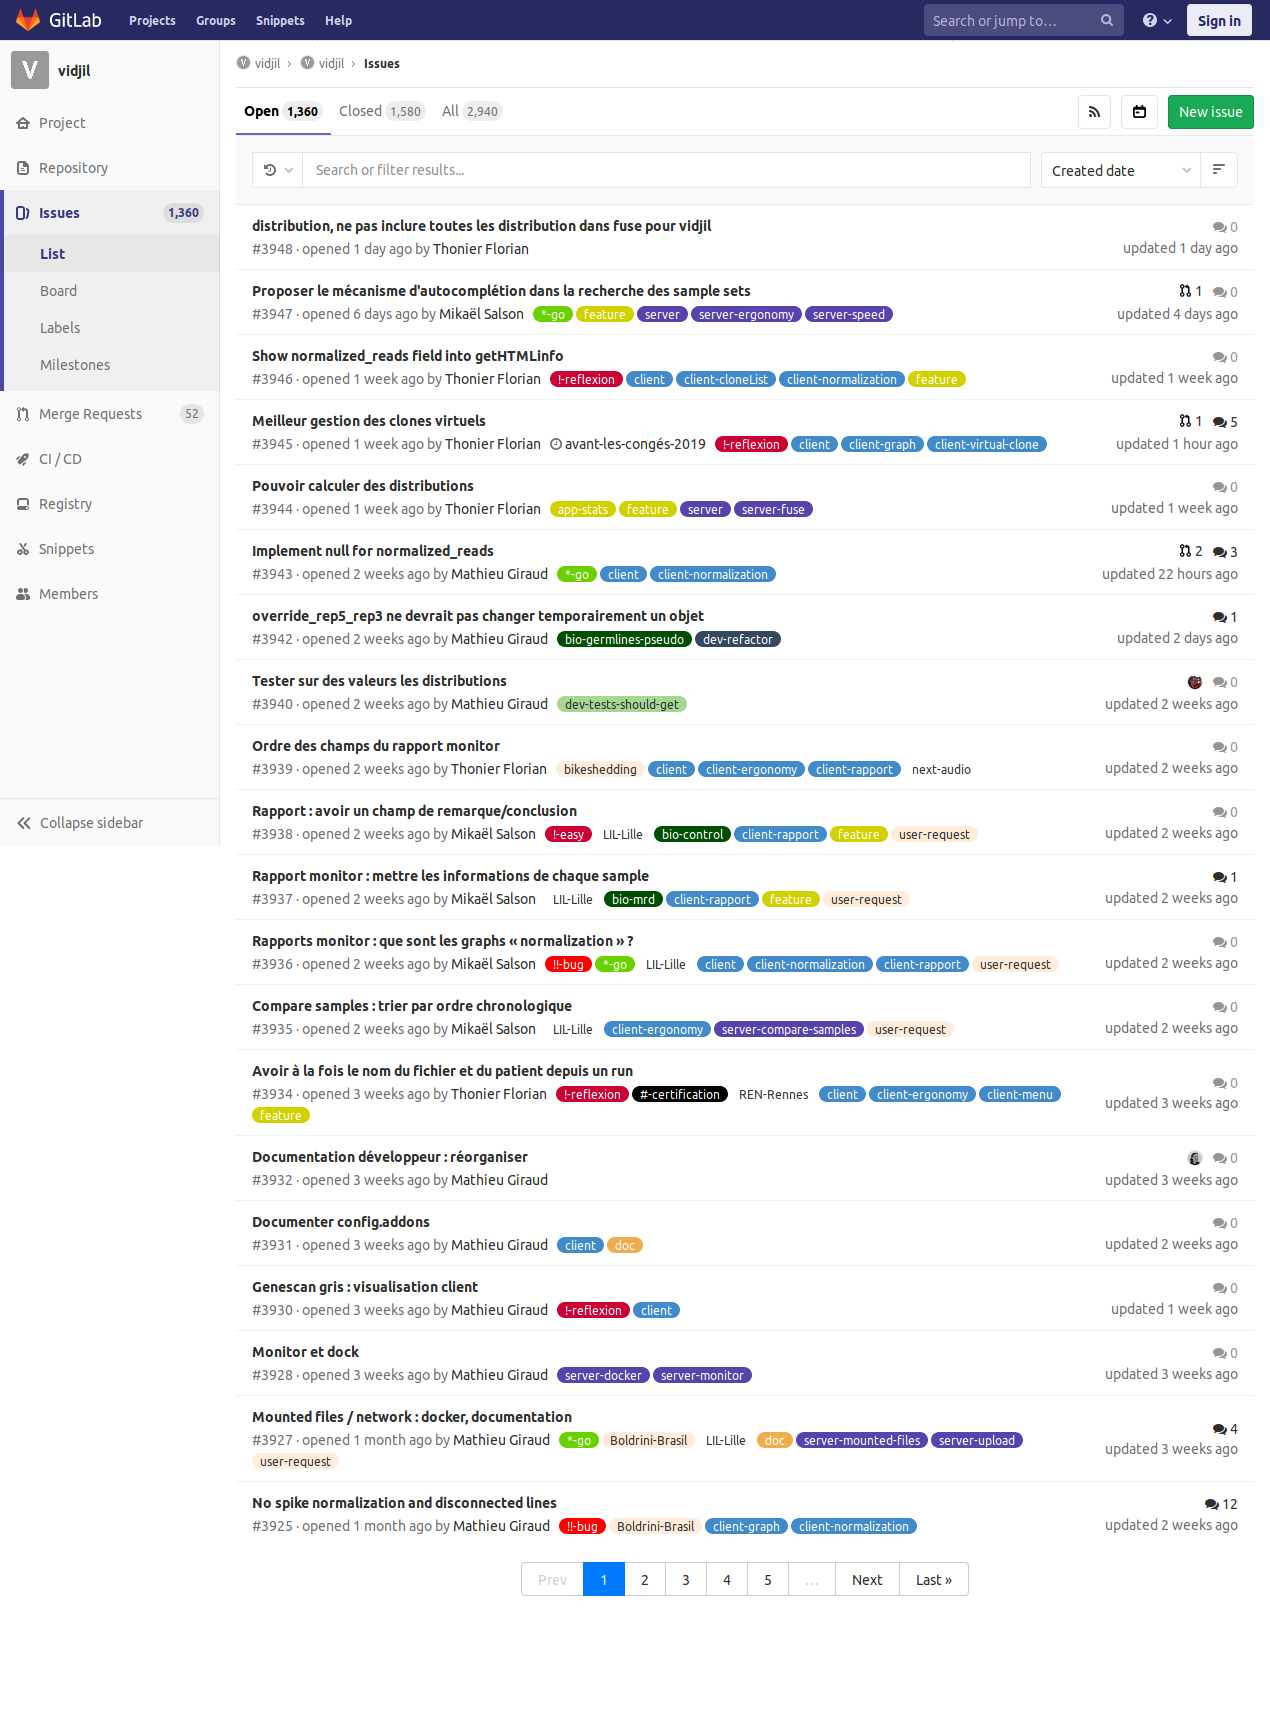 GitLab Projects Groups Snippets Help Search or jump to… Sign in
V vidjil
Project
Repository
Issues 1,360
List
Board
Labels
Milestones
Merge Requests 52
CI / CD
Registry
Snippets
Members
Collapse sidebar
V vidjil › V vidjil › Issues
Open 1,360 Closed 1,580 All 2,940 New issue
Search or filter results... Created date
distribution, ne pas inclure toutes les distribution dans fuse pour vidjil 0
#3948 · opened 1 day ago by Thonier Florian updated 1 day ago
Proposer le mécanisme d'autocomplétion dans la recherche des sample sets 1 0
#3947 · opened 6 days ago by Mikaël Salson *-go feature server server-ergonomy server-speed updated 4 days ago
Show normalized_reads field into getHTMLinfo 0
#3946 · opened 1 week ago by Thonier Florian !-reflexion client client-cloneList client-normalization feature updated 1 week ago
Meilleur gestion des clones virtuels 1 5
#3945 · opened 1 week ago by Thonier Florian avant-les-congés-2019 !-reflexion client client-graph client-virtual-clone updated 1 hour ago
Pouvoir calculer des distributions 0
#3944 · opened 1 week ago by Thonier Florian app-stats feature server server-fuse updated 1 week ago
Implement null for normalized_reads 2 3
#3943 · opened 2 weeks ago by Mathieu Giraud *-go client client-normalization updated 22 hours ago
override_rep5_rep3 ne devrait pas changer temporairement un objet 1
#3942 · opened 2 weeks ago by Mathieu Giraud bio-germlines-pseudo dev-refactor updated 2 days ago
Tester sur des valeurs les distributions 0
#3940 · opened 2 weeks ago by Mathieu Giraud dev-tests-should-get updated 2 weeks ago
Ordre des champs du rapport monitor 0
#3939 · opened 2 weeks ago by Thonier Florian bikeshedding client client-ergonomy client-rapport next-audio updated 2 weeks ago
Rapport : avoir un champ de remarque/conclusion 0
#3938 · opened 2 weeks ago by Mikaël Salson !-easy LIL-Lille bio-control client-rapport feature user-request updated 2 weeks ago
Rapport monitor : mettre les informations de chaque sample 1
#3937 · opened 2 weeks ago by Mikaël Salson LIL-Lille bio-mrd client-rapport feature user-request updated 2 weeks ago
Rapports monitor : que sont les graphs « normalization » ? 0
#3936 · opened 2 weeks ago by Mikaël Salson !!-bug *-go LIL-Lille client client-normalization client-rapport user-request updated 2 weeks ago
Compare samples : trier par ordre chronologique 0
#3935 · opened 2 weeks ago by Mikaël Salson LIL-Lille client-ergonomy server-compare-samples user-request updated 2 weeks ago
Avoir à la fois le nom du fichier et du patient depuis un run 0
#3934 · opened 3 weeks ago by Thonier Florian !-reflexion #-certification REN-Rennes client client-ergonomy client-menu updated 3 weeks ago
feature
Documentation développeur : réorganiser 0
#3932 · opened 3 weeks ago by Mathieu Giraud updated 3 weeks ago
Documenter config.addons 0
#3931 · opened 3 weeks ago by Mathieu Giraud client doc updated 2 weeks ago
Genescan gris : visualisation client 0
#3930 · opened 3 weeks ago by Mathieu Giraud !-reflexion client updated 1 week ago
Monitor et dock 0
#3928 · opened 3 weeks ago by Mathieu Giraud server-docker server-monitor updated 3 weeks ago
Mounted files / network : docker, documentation 4
#3927 · opened 1 month ago by Mathieu Giraud *-go Boldrini-Brasil LIL-Lille doc server-mounted-files server-upload updated 3 weeks ago
user-request
No spike normalization and disconnected lines 12
#3925 · opened 1 month ago by Mathieu Giraud !!-bug Boldrini-Brasil client-graph client-normalization updated 2 weeks ago
Prev 1 2 3 4 5 … Next Last »